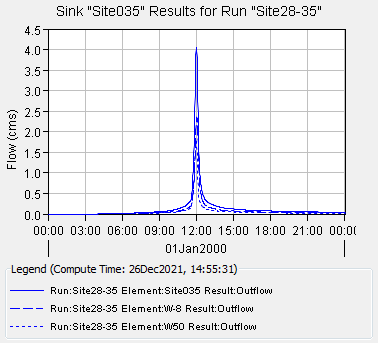 Sink "Site035" Results for Run "Site28-35"
4.5
4.0
3.5
3.0
2.5
2.0
1.5
1.0
0.5
0.0
Flow (cms)
00:00 03:00 06:00 09:00 12:00 15:00 18:00 21:00 00:00
01Jan2000
Legend (Compute Time: 26Dec2021, 14:55:31)
Run:Site28-35 Element:Site035 Result:Outflow
Run:Site28-35 Element:W-8 Result:Outflow
Run:Site28-35 Element:W50 Result:Outflow